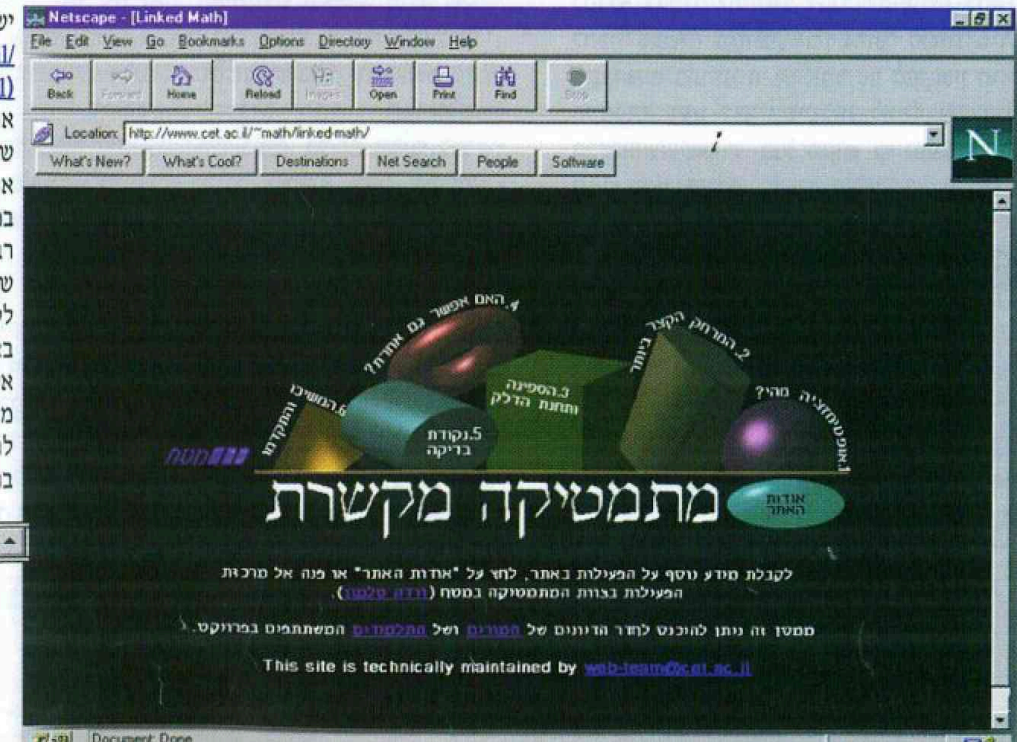 Netscape - [Linked Math]
File Edit View Go Bookmarks Options Directory Window Help
Back Forward Home Reload Images Open Print Find Stop
Location: http://www.cet.ac.il/~math/linked-math/
What's New? What's Cool? Destinations Net Search People Software
1.אופטימיזציה מהי?
2. המרחק הקצר ביותר
3.הספינה
ותחנת הדלק
4.האם אפשר גם אחרת?
5.נקודת
בדיקה
6.המשיכו והתקדמו
מטח
מתמטיקה מקשרת
אודות
האתר
לקבלת מידע נוסף על הפעילות באתר, לחץ על "אודות האתר" או פנה אל מרכזת
הפעילות בצוות המתמטיקה במטח (ורדה טלמון).
ממסך זה ניתן להיכנס לחדר הדיונים של המורים ושל התלמידים המשתתפים בפרויקט.
This site is technically maintained by web-team@cet.ac.il
Document: Done